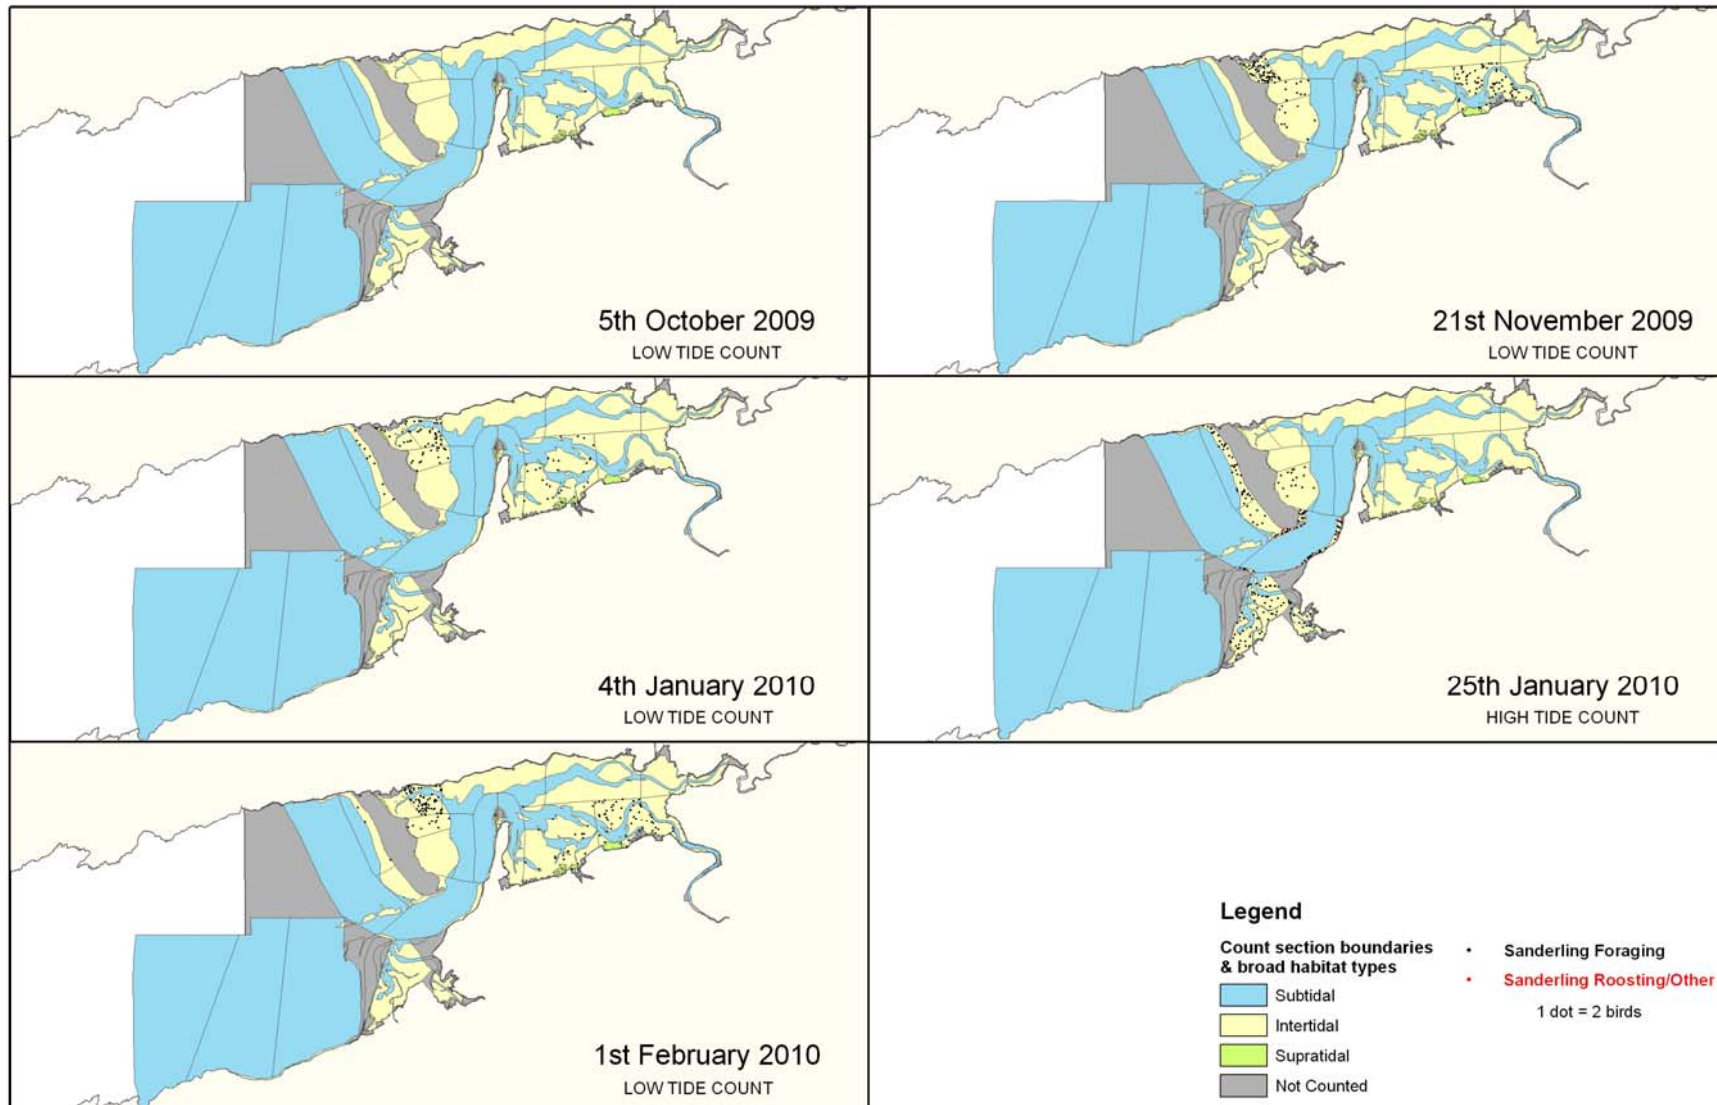 5th October 2009
LOW TIDE COUNT
21st November 2009
LOW TIDE COUNT
4th January 2010
LOW TIDE COUNT
25th January 2010
HIGH TIDE COUNT
1st February 2010
LOW TIDE COUNT
Legend
Count section boundaries
& broad habitat types
Subtidal
Intertidal
Supratidal
Not Counted
Sanderling Foraging
Sanderling Roosting/Other
1 dot = 2 birds